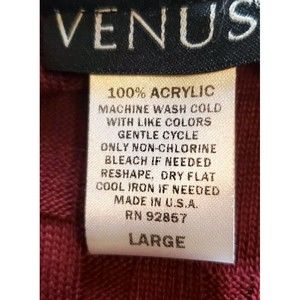 VENUS
100% ACRYLIC
MACHINE WASH COLD
WITH LIKE COLORS
GENTLE CYCLE
ONLY NON-CHLORINE
BLEACH IF NEEDED
RESHAPE, DRY FLAT
COOL IRON IF NEEDED
MADE IN U.S.A.
RN 92857
LARGE